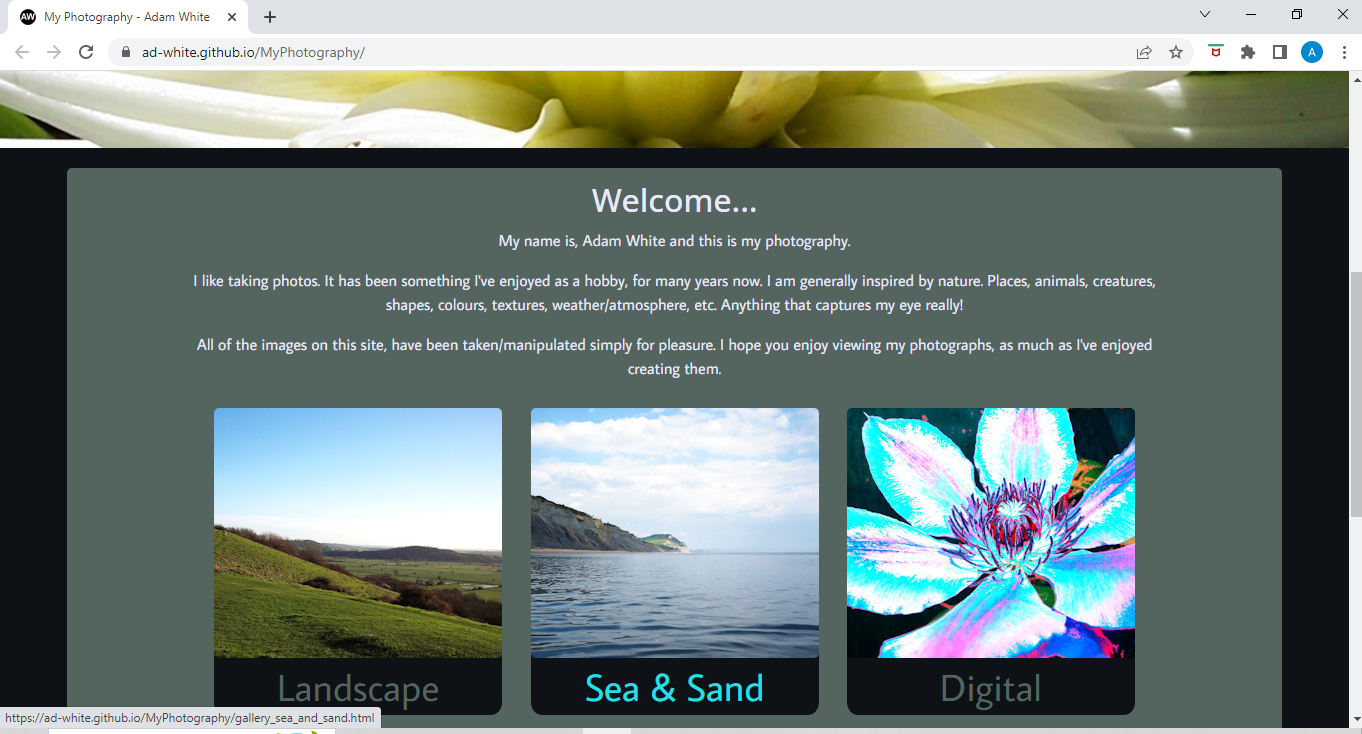 AW My Photography - Adam White
ad-white.github.io/MyPhotography/
A
Welcome...
My name is, Adam White and this is my photography.
I like taking photos. It has been something I've enjoyed as a hobby, for many years now. I am generally inspired by nature. Places, animals, creatures,
shapes, colours, textures, weather/atmosphere, etc. Anything that captures my eye really!
All of the images on this site, have been taken/manipulated simply for pleasure. I hope you enjoy viewing my photographs, as much as I've enjoyed
creating them.
Landscape
Sea & Sand
Digital
https://ad-white.github.io/MyPhotography/gallery_sea_and_sand.html